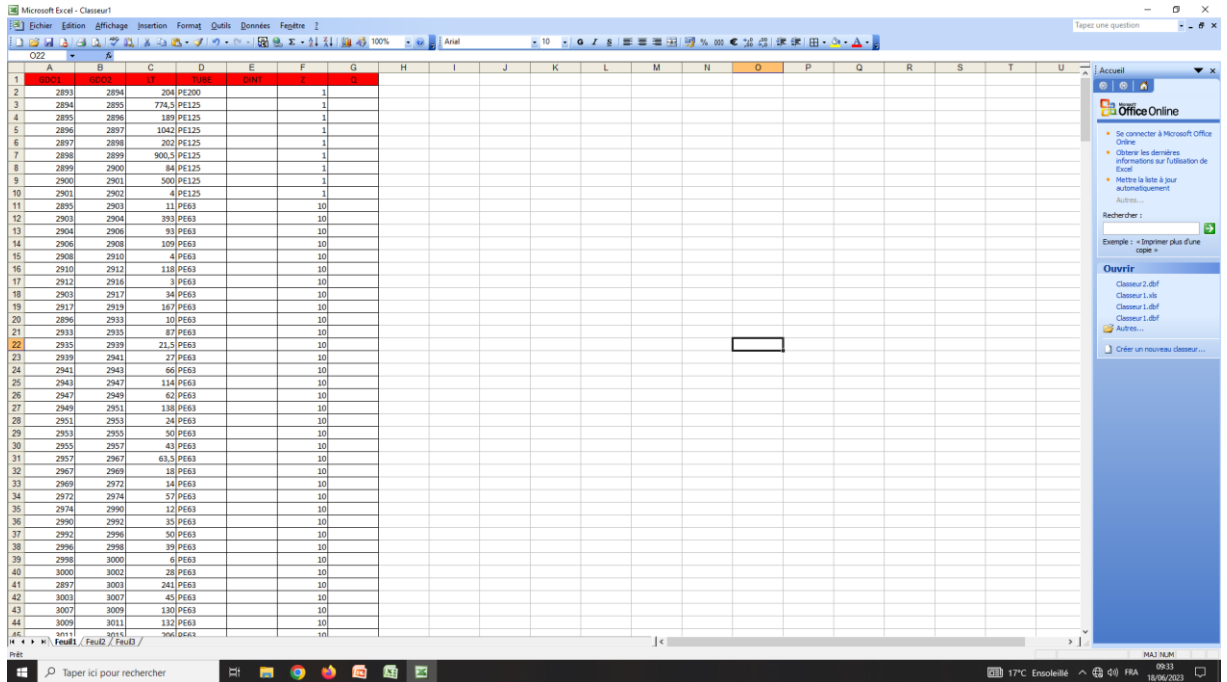 Microsoft Excel - Classeur1
Fichier Edition Affichage Insertion Format Outils Données Fenêtre ?
Tapez une question
100% Arial 10 G I S
O22 fx
A B C D E F G H I J K L M N O P Q R S T U
1 GDO1 GDO2 LT TUBE DINT Z Q
2 2893 2894 204 PE200 1
3 2894 2895 774,5 PE125 1
4 2895 2896 189 PE125 1
5 2896 2897 1042 PE125 1
6 2897 2898 202 PE125 1
7 2898 2899 900,5 PE125 1
8 2899 2900 84 PE125 1
9 2900 2901 500 PE125 1
10 2901 2902 4 PE125 1
11 2895 2903 11 PE63 10
12 2903 2904 393 PE63 10
13 2904 2906 93 PE63 10
14 2906 2908 109 PE63 10
15 2908 2910 4 PE63 10
16 2910 2912 118 PE63 10
17 2912 2916 3 PE63 10
18 2903 2917 34 PE63 10
19 2917 2919 167 PE63 10
20 2896 2933 10 PE63 10
21 2933 2935 87 PE63 10
22 2935 2939 21,5 PE63 10
23 2939 2941 27 PE63 10
24 2941 2943 66 PE63 10
25 2943 2947 114 PE63 10
26 2947 2949 62 PE63 10
27 2949 2951 138 PE63 10
28 2951 2953 24 PE63 10
29 2953 2955 50 PE63 10
30 2955 2957 43 PE63 10
31 2957 2967 63,5 PE63 10
32 2967 2969 18 PE63 10
33 2969 2972 14 PE63 10
34 2972 2974 57 PE63 10
35 2974 2990 12 PE63 10
36 2990 2992 35 PE63 10
37 2992 2996 50 PE63 10
38 2996 2998 39 PE63 10
39 2998 3000 6 PE63 10
40 3000 3002 28 PE63 10
41 2897 3003 241 PE63 10
42 3003 3007 45 PE63 10
43 3007 3009 130 PE63 10
44 3009 3011 132 PE63 10
45 3011 3015 206 PE63 10
Feuil1 Feuil2 Feuil3
Prêt
MAJ NUM
Accueil
Microsoft
Office Online
Se connecter à Microsoft Office
Online
Obtenir les dernières
informations sur l'utilisation de
Excel
Mettre la liste à jour
automatiquement
Autres...
Rechercher :
Exemple : « Imprimer plus d'une
copie »
Ouvrir
Classeur2.dbf
Classeur1.xls
Classeur1.dbf
Classeur1.dbf
Autres...
Créer un nouveau classeur...
Taper ici pour rechercher
17°C Ensoleillé
FRA
09:33
18/06/2023